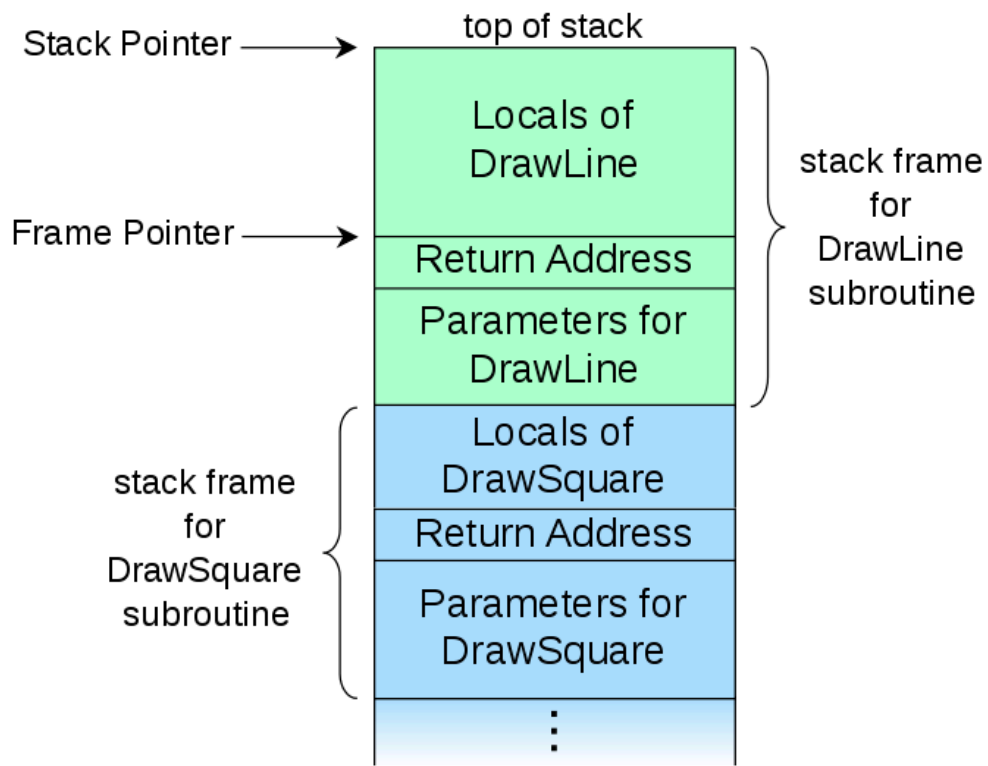 top of stack
Stack Pointer
Locals of
DrawLine
stack frame
for
DrawLine
subroutine
Frame Pointer
Return Address
Parameters for
DrawLine
Locals of
DrawSquare
stack frame
for
DrawSquare
subroutine
Return Address
Parameters for
DrawSquare
⋮